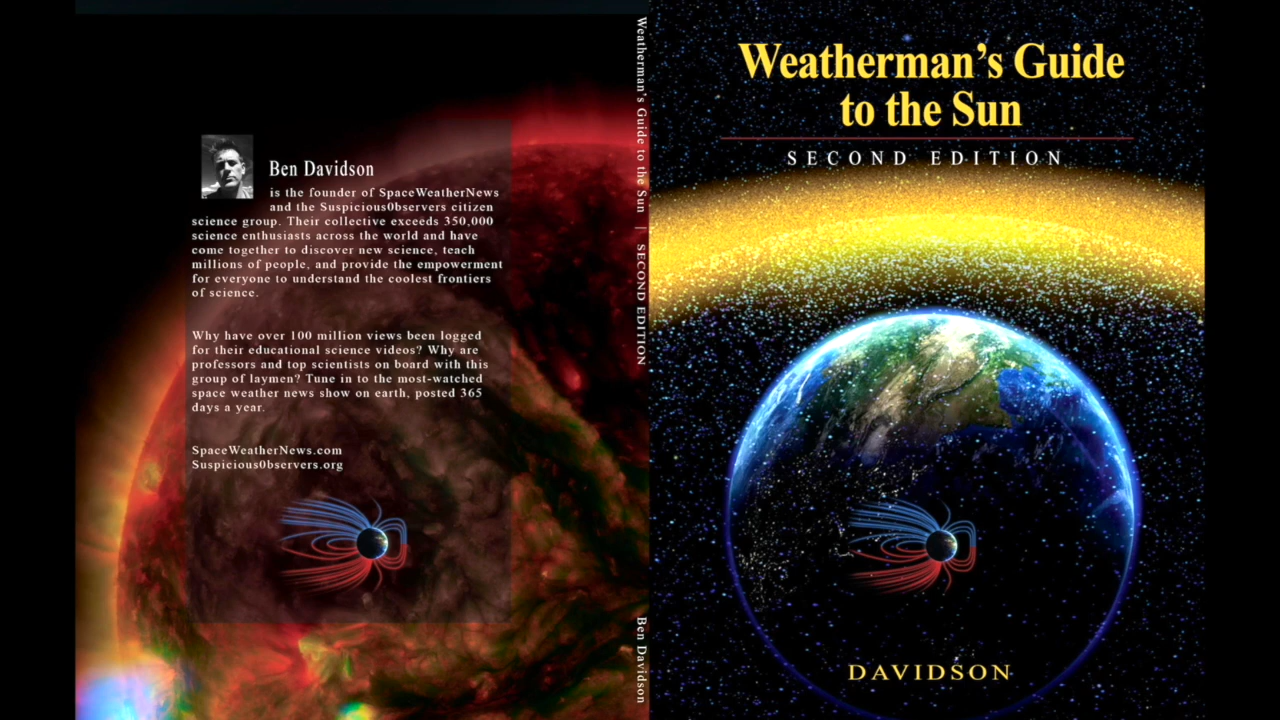 Ben Davidson
is the founder of SpaceWeatherNews
and the Suspicious0bservers citizen
science group. Their collective exceeds 350,000
science enthusiasts across the world and have
come together to discover new science, teach
millions of people, and provide the empowerment
for everyone to understand the coolest frontiers
of science.
Why have over 100 million views been logged
for their educational science videos? Why are
professors and top scientists on board with this
group of laymen? Tune in to the most-watched
space weather news show on earth, posted 365
days a year.
SpaceWeatherNews.com
Suspicious0bservers.org
Weatherman's Guide to the Sun | SECOND EDITION
Ben Davidson
Weatherman's Guide
to the Sun
SECOND EDITION
DAVIDSON